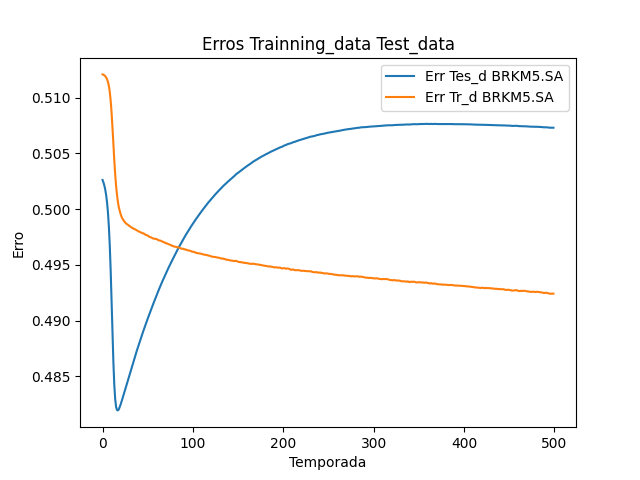 Erros Trainning_data Test_data
Err Tes_d BRKM5.SA
Err Tr_d BRKM5.SA
Erro
0.510
0.505
0.500
0.495
0.490
0.485
0 100 200 300 400 500
Temporada